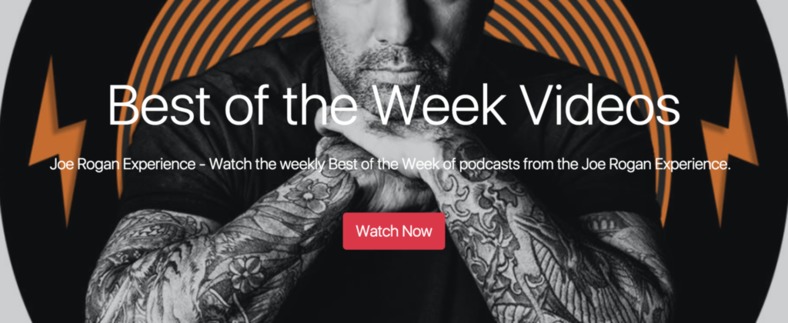 Best of the Week Videos
Joe Rogan Experience - Watch the weekly Best of the Week of podcasts from the Joe Rogan Experience.
Watch Now